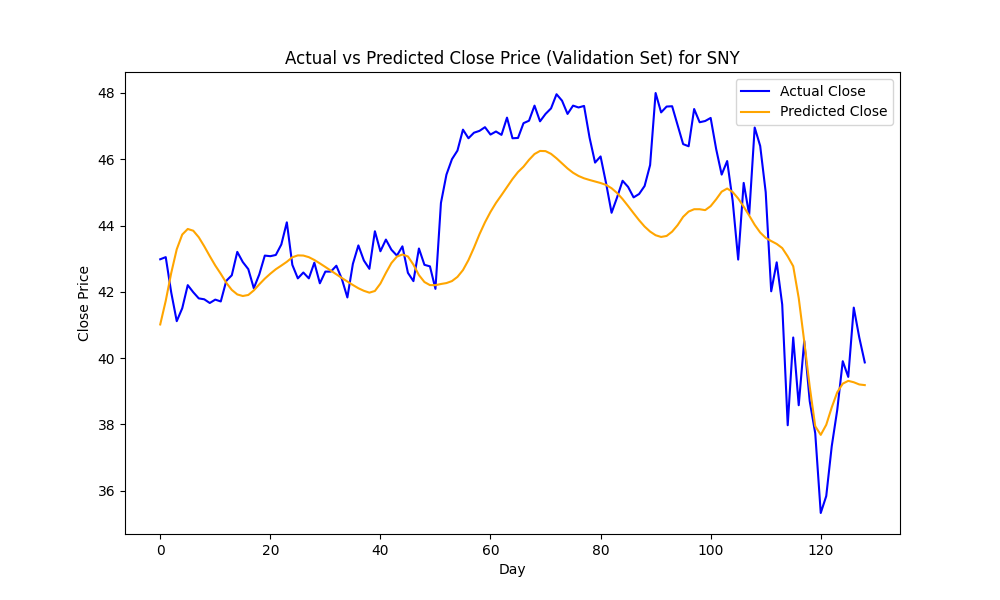 Actual vs Predicted Close Price (Validation Set) for SNY
Actual Close
Predicted Close
Close Price
48
46
44
42
40
38
36
0 20 40 60 80 100 120
Day